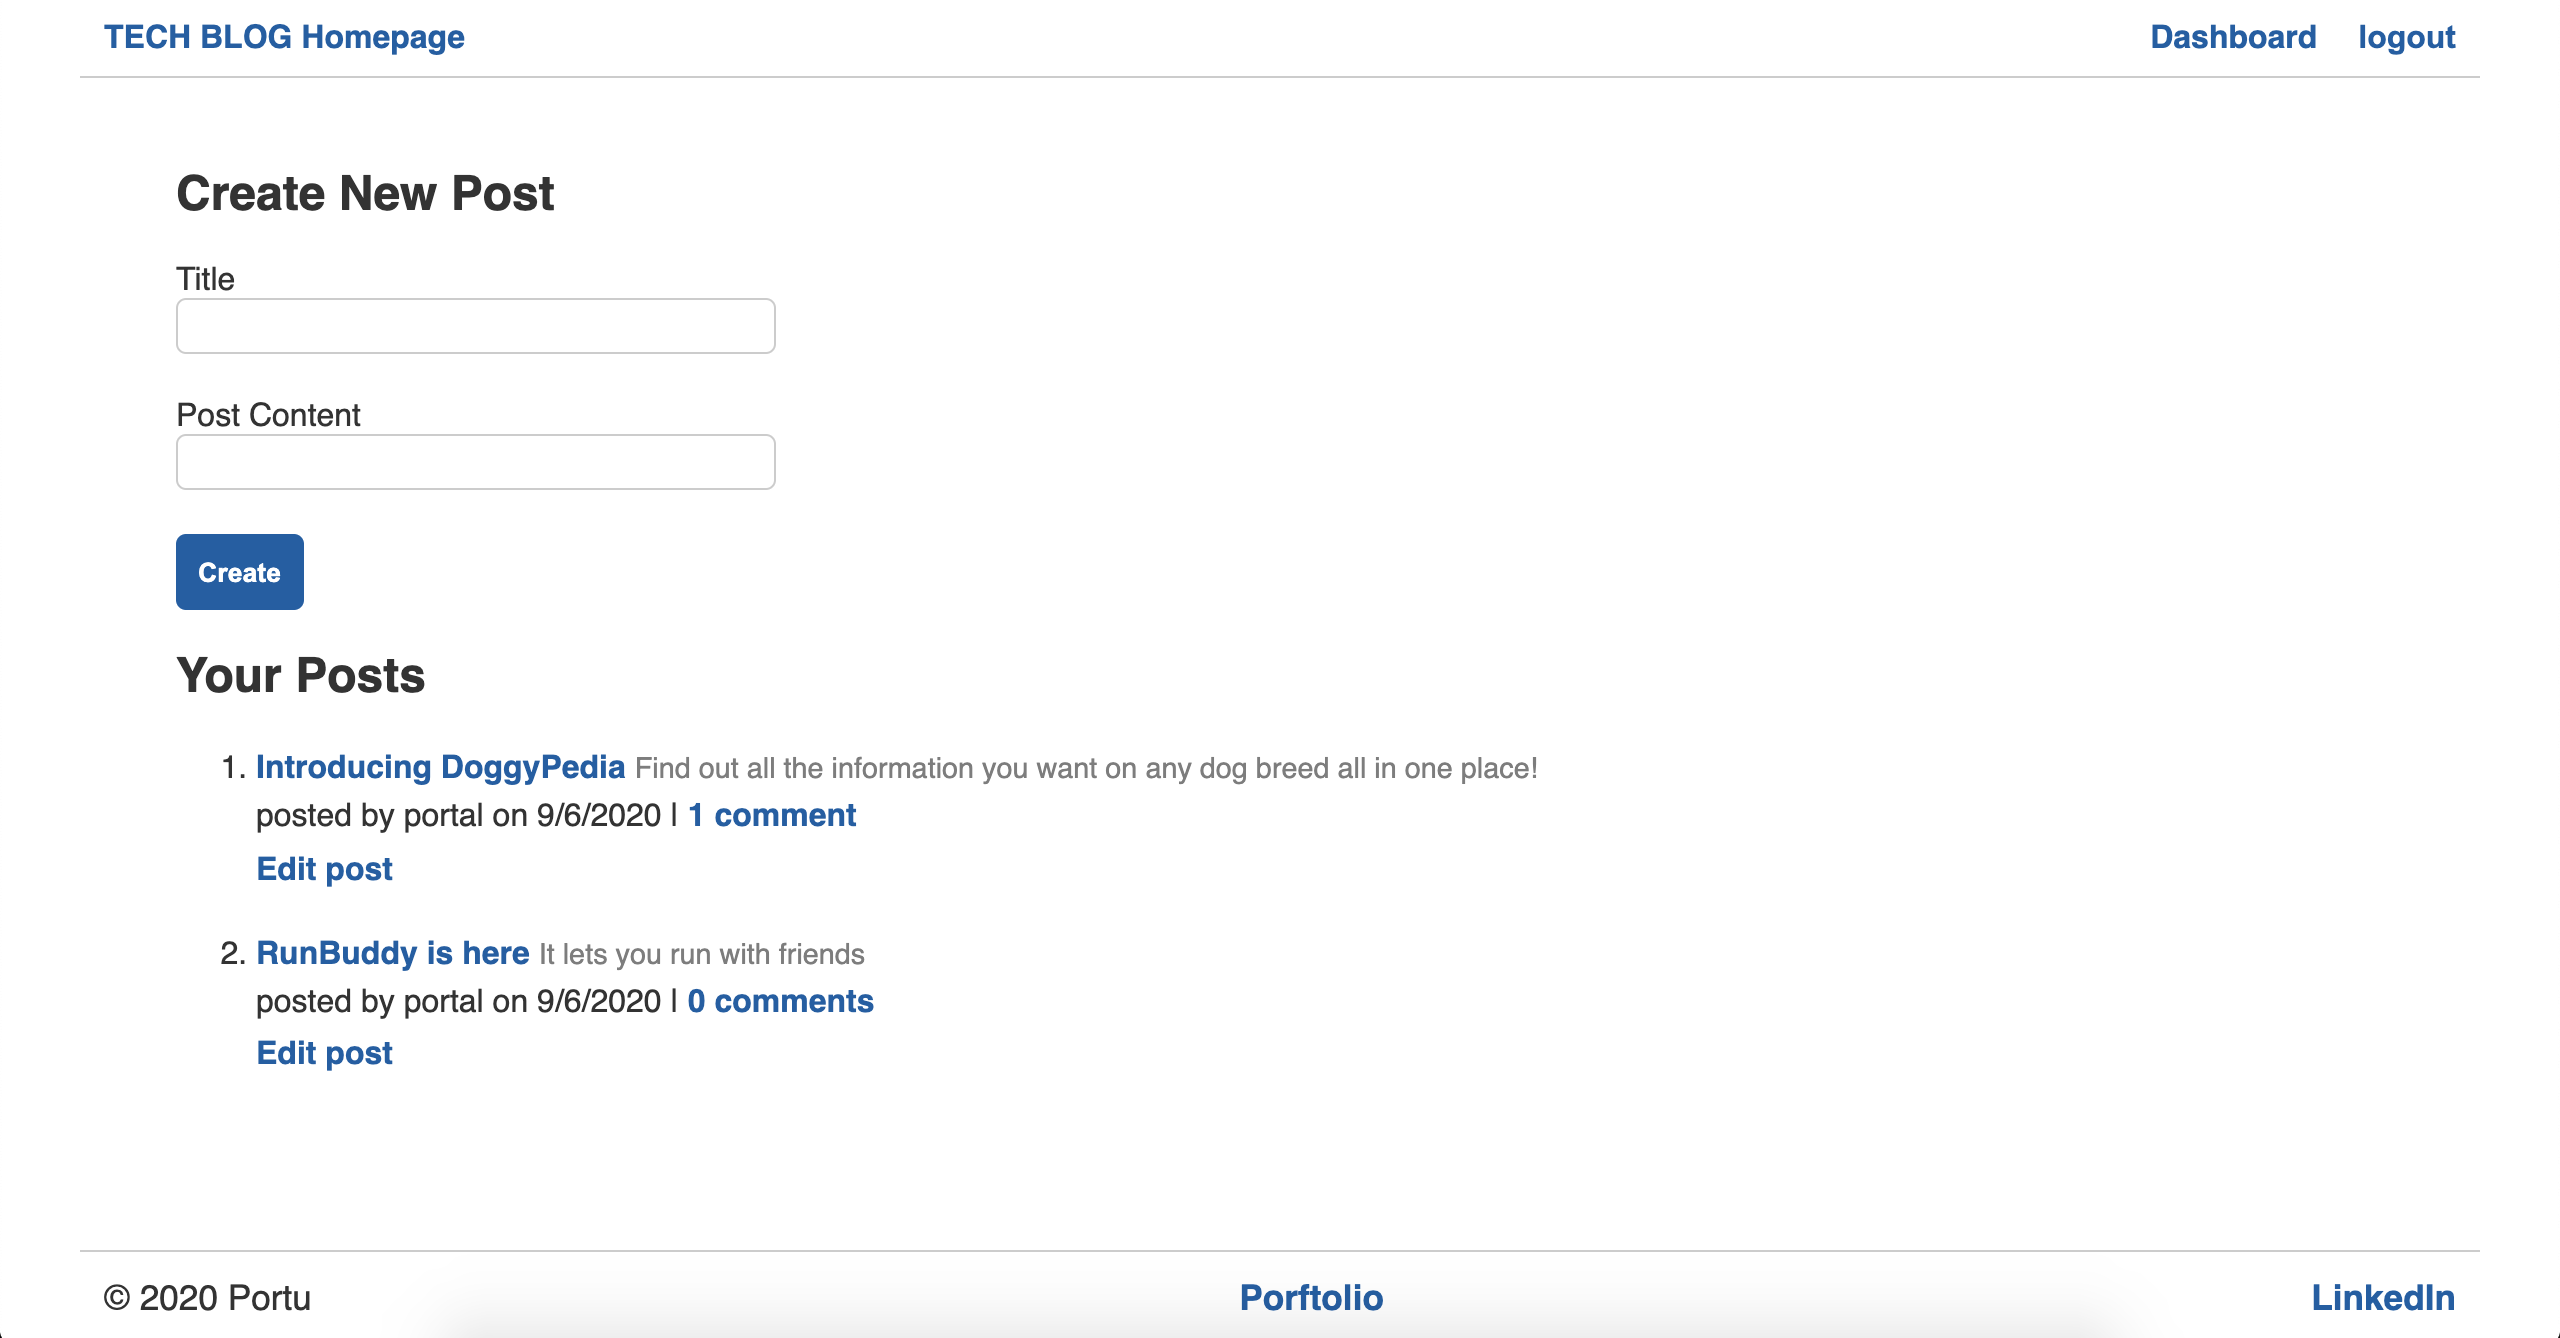 TECH BLOG Homepage Dashboard logout
Create New Post
Title
Post Content
Create
Your Posts
1. Introducing DoggyPedia Find out all the information you want on any dog breed all in one place!
posted by portal on 9/6/2020 | 1 comment
Edit post
2. RunBuddy is here It lets you run with friends
posted by portal on 9/6/2020 | 0 comments
Edit post
© 2020 Portu Porftolio LinkedIn